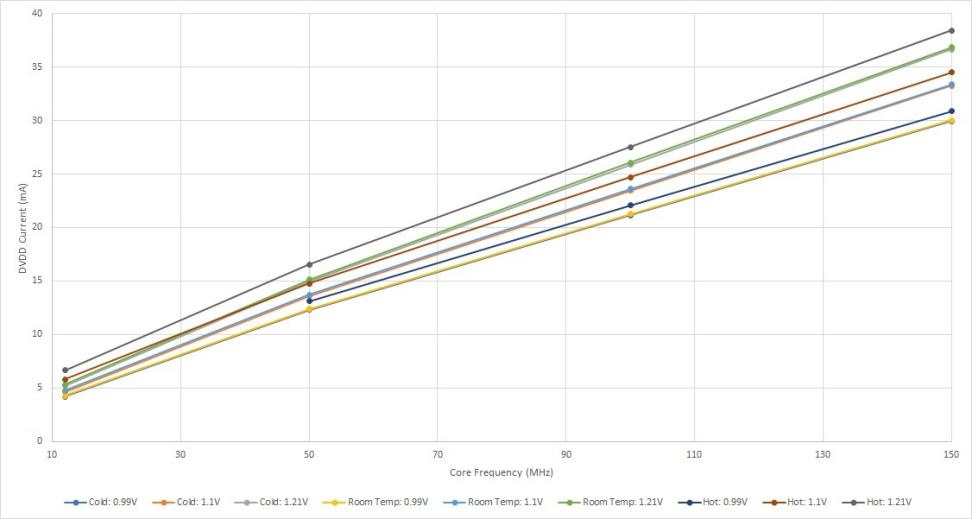 40
35
30
25
20
15
10
5
0
DVDD Current (mA)
10 30 50 70 90 110 130 150
Core Frequency (MHz)
Cold: 0.99V Cold: 1.1V Cold: 1.21V Room Temp: 0.99V Room Temp: 1.1V Room Temp: 1.21V Hot: 0.99V Hot: 1.1V Hot: 1.21V